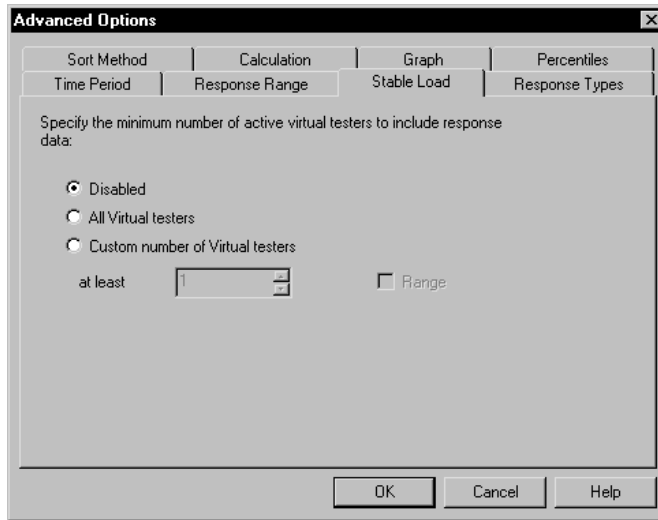 Advanced Options
Sort Method Calculation Graph Percentiles
Time Period Response Range Stable Load Response Types
Specify the minimum number of active virtual testers to include response
data:
Disabled
All Virtual testers
Custom number of Virtual testers
at least 1 Range
OK Cancel Help